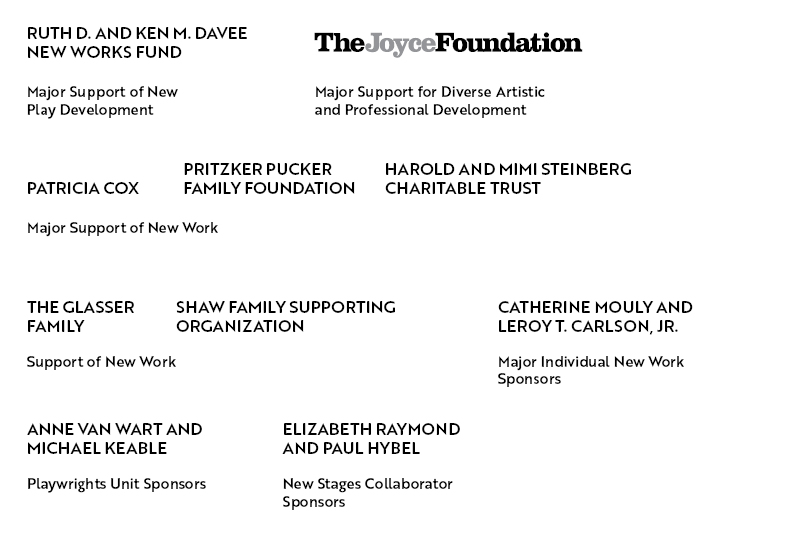 RUTH D. AND KEN M. DAVEE
NEW WORKS FUND
Major Support of New
Play Development
TheJoyceFoundation
Major Support for Diverse Artistic
and Professional Development
PATRICIA COX
PRITZKER PUCKER
FAMILY FOUNDATION
HAROLD AND MIMI STEINBERG
CHARITABLE TRUST
Major Support of New Work
THE GLASSER
FAMILY
SHAW FAMILY SUPPORTING
ORGANIZATION
Support of New Work
CATHERINE MOULY AND
LEROY T. CARLSON, JR.
Major Individual New Work
Sponsors
ANNE VAN WART AND
MICHAEL KEABLE
Playwrights Unit Sponsors
ELIZABETH RAYMOND
AND PAUL HYBEL
New Stages Collaborator
Sponsors